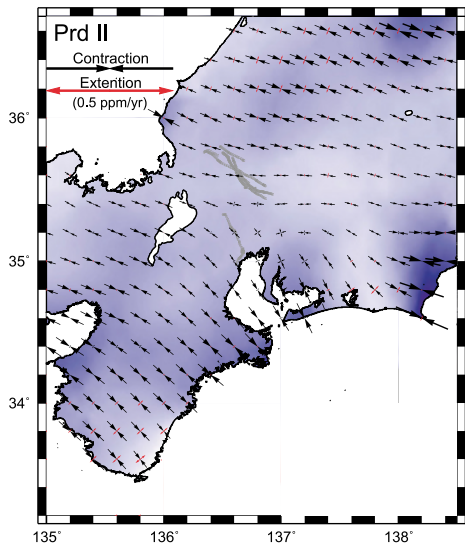 Prd II
Contraction
Extention
(0.5 ppm/yr)
36°
35°
34°
135° 136° 137° 138°